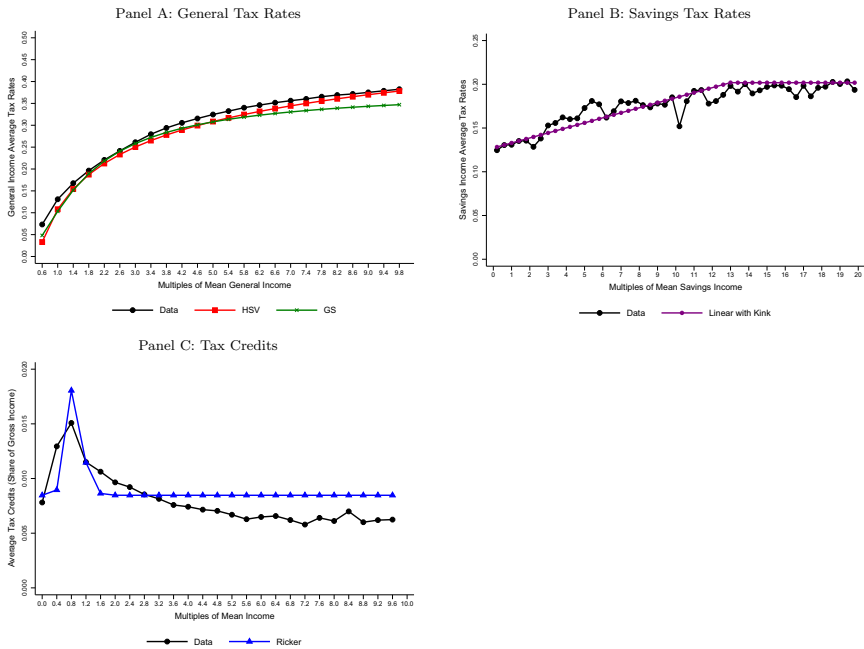 Panel A: General Tax Rates
General Income Average Tax Rates
0.50
0.45
0.40
0.35
0.30
0.25
0.20
0.15
0.10
0.05
0.00
0.6 1.0 1.4 1.8 2.2 2.6 3.0 3.4 3.8 4.2 4.6 5.0 5.4 5.8 6.2 6.6 7.0 7.4 7.8 8.2 8.6 9.0 9.4 9.8
Multiples of Mean General Income
Data HSV GS
Panel B: Savings Tax Rates
Savings Income Average Tax Rates
0.25
0.20
0.15
0.10
0.05
0.00
0 1 2 3 4 5 6 7 8 9 10 11 12 13 14 15 16 17 18 19 20
Multiples of Mean Savings Income
Data Linear with Kink
Panel C: Tax Credits
Average Tax Credits (Share of Gross Income)
0.020
0.015
0.010
0.005
0.000
0.0 0.4 0.8 1.2 1.6 2.0 2.4 2.8 3.2 3.6 4.0 4.4 4.8 5.2 5.6 6.0 6.4 6.8 7.2 7.6 8.0 8.4 8.8 9.2 9.6 10.0
Multiples of Mean Income
Data Ricker